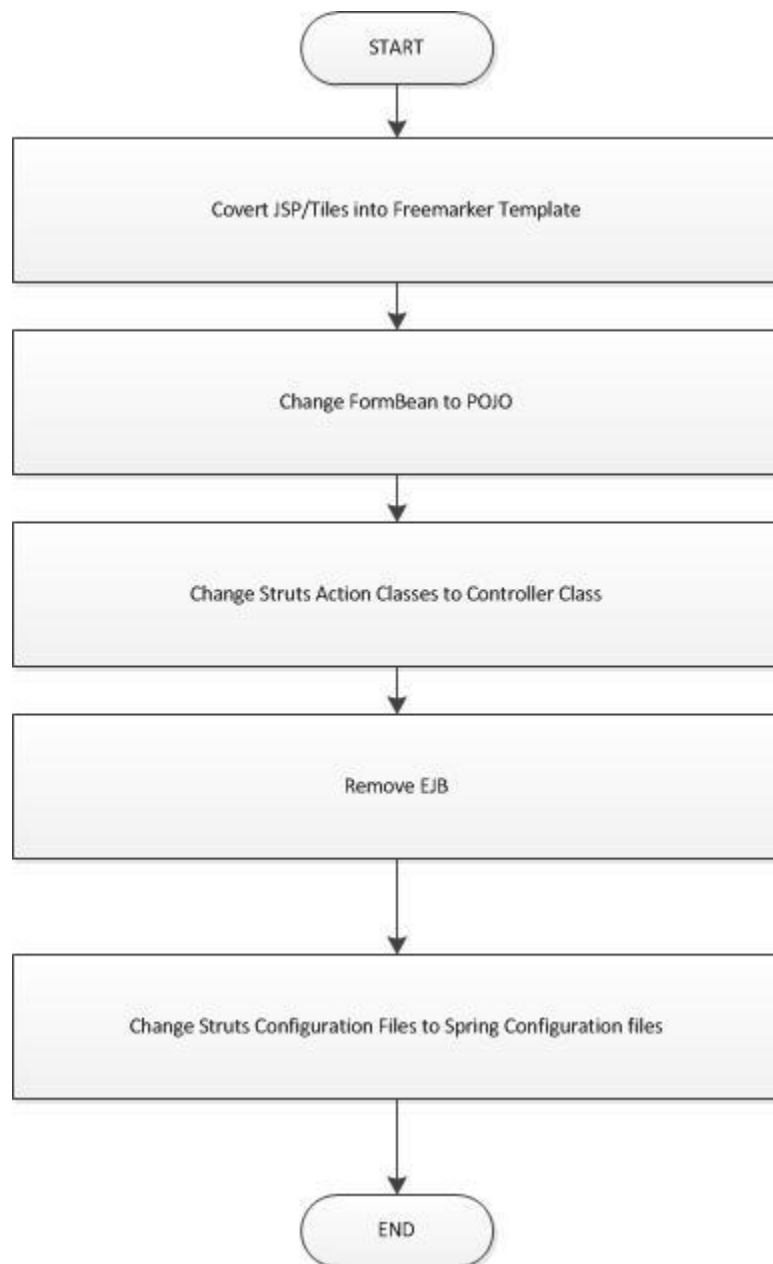 START
Covert JSP/Tiles into Freemarker Template
Change FormBean to POJO
Change Struts Action Classes to Controller Class
Remove EJB
Change Struts Configuration Files to Spring Configuration files
END